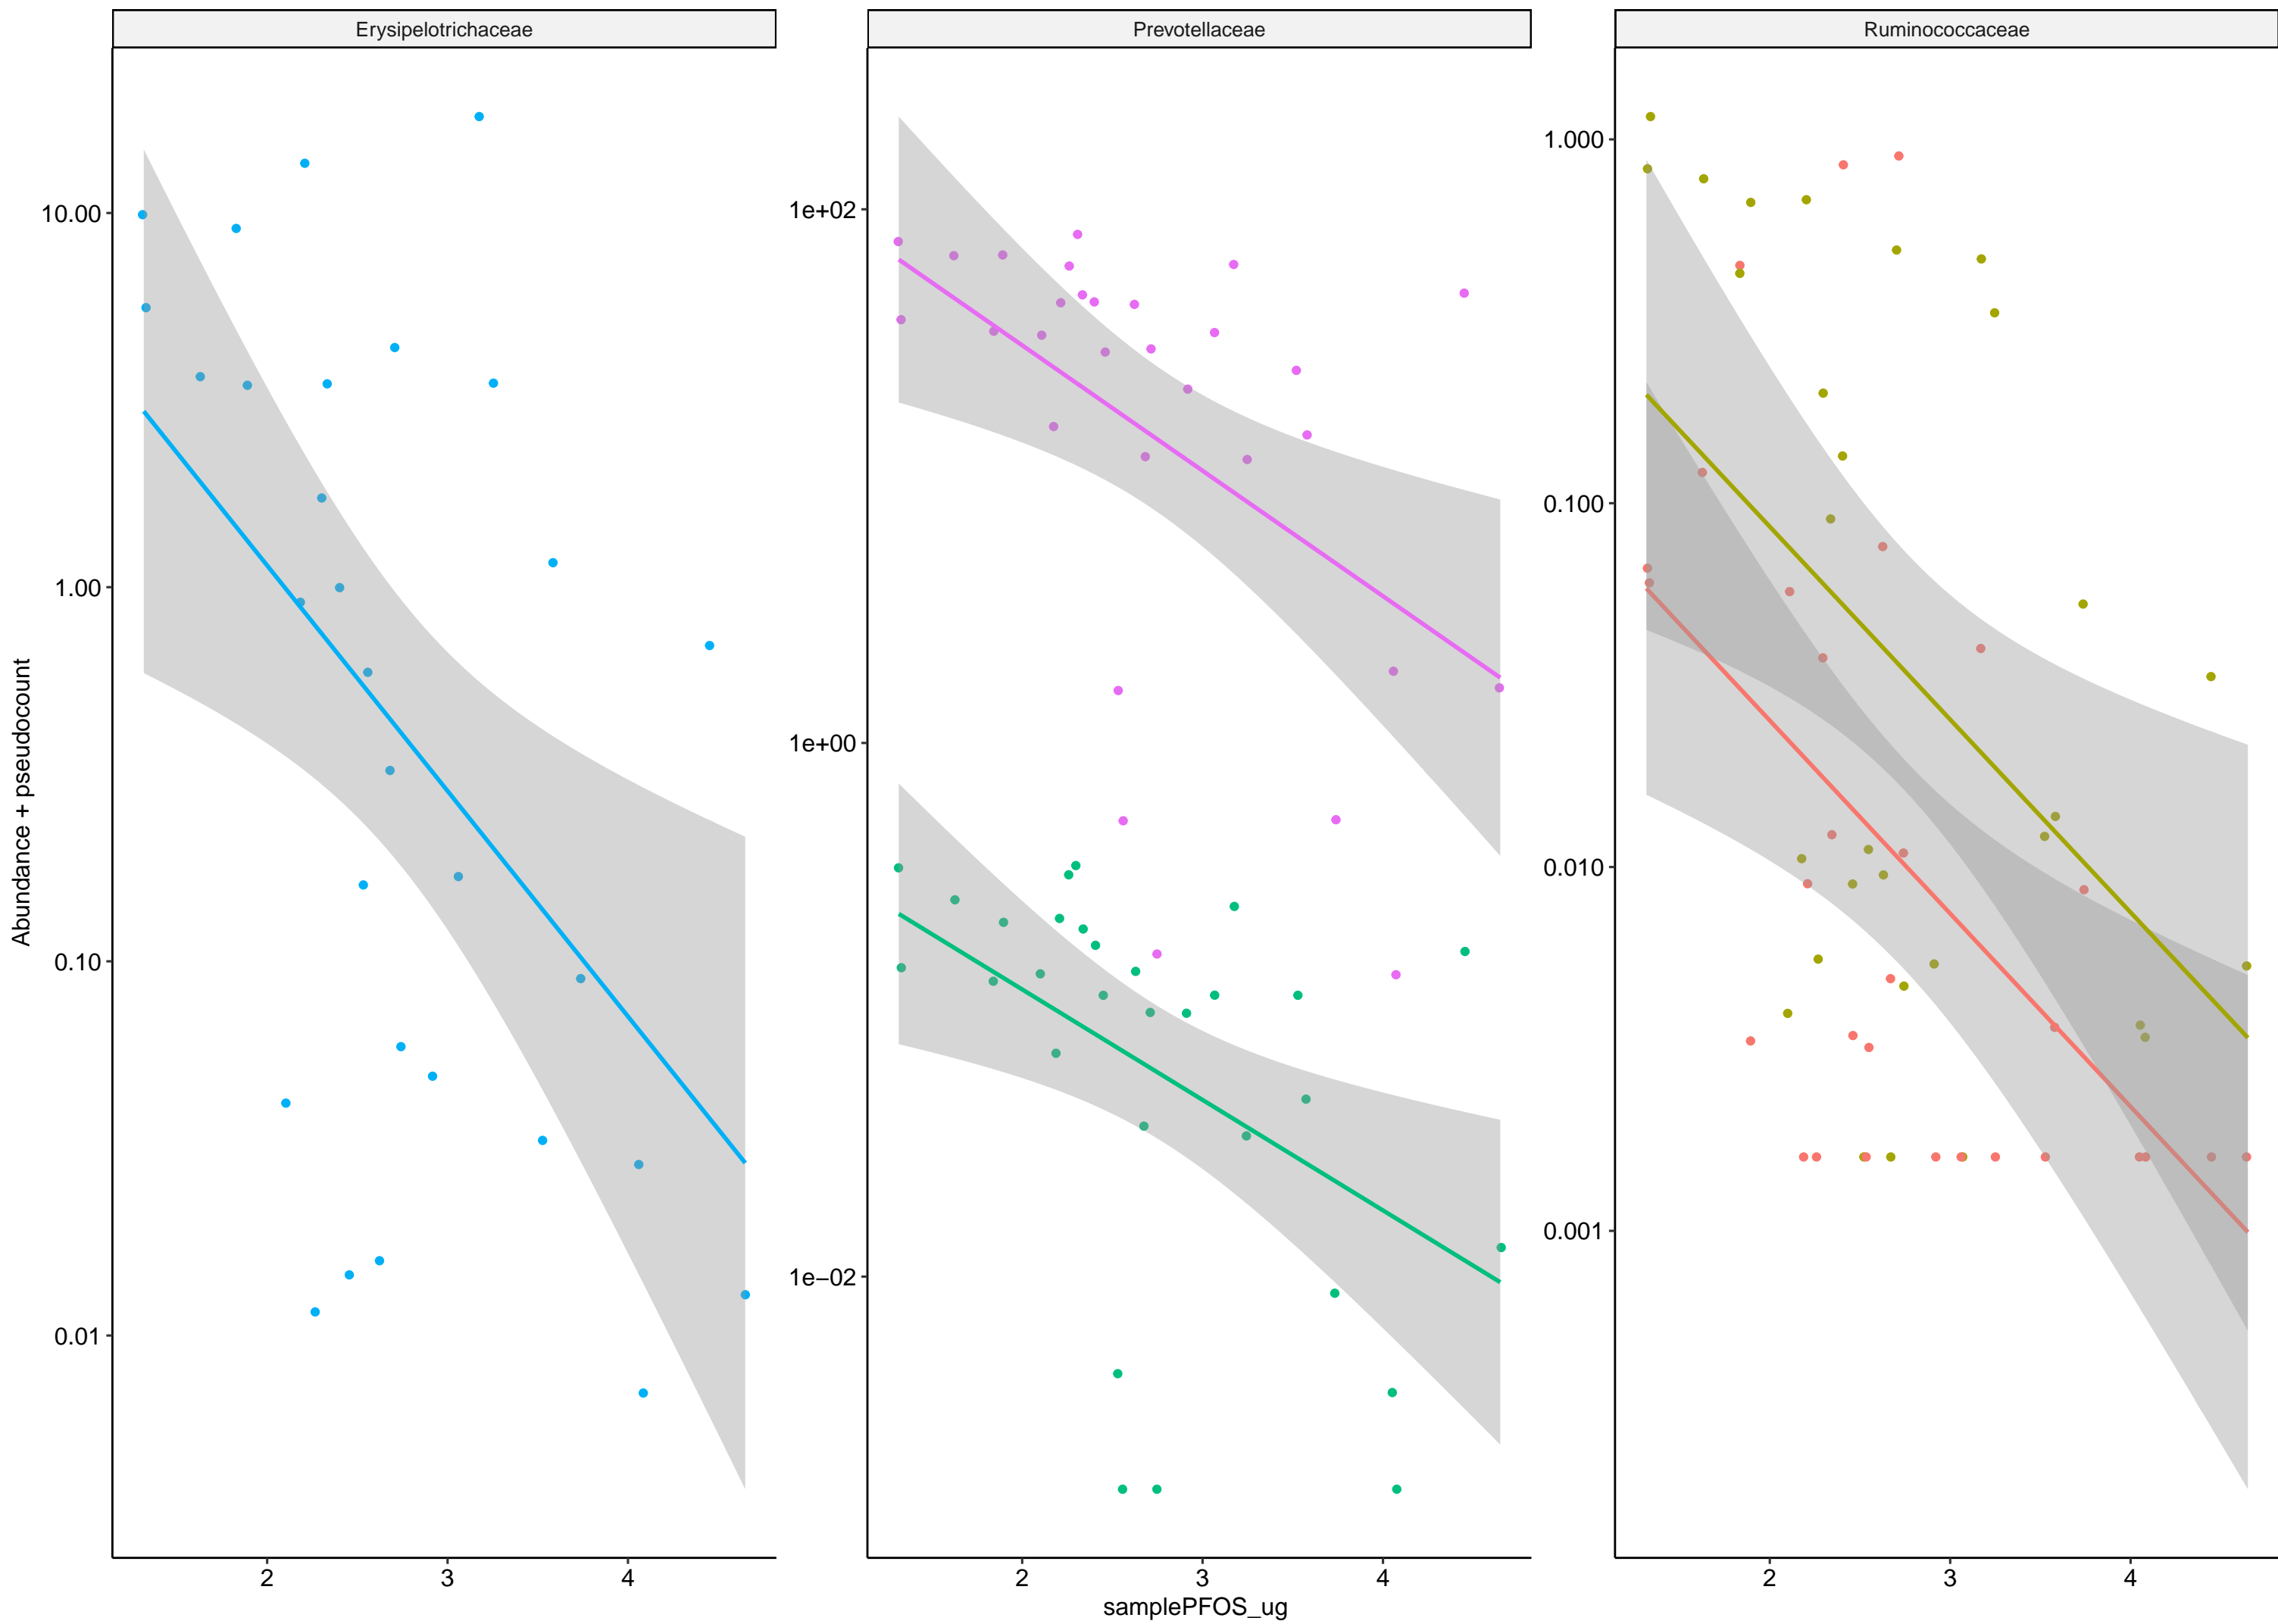 Erysipelotrichaceae
Prevotellaceae
Ruminococcaceae
Abundance + pseudocount
10.00
1.00
0.10
0.01
1e+02
1e+00
1e−02
1.000
0.100
0.010
0.001
2 3 4
2 3 4
2 3 4
samplePFOS_ug